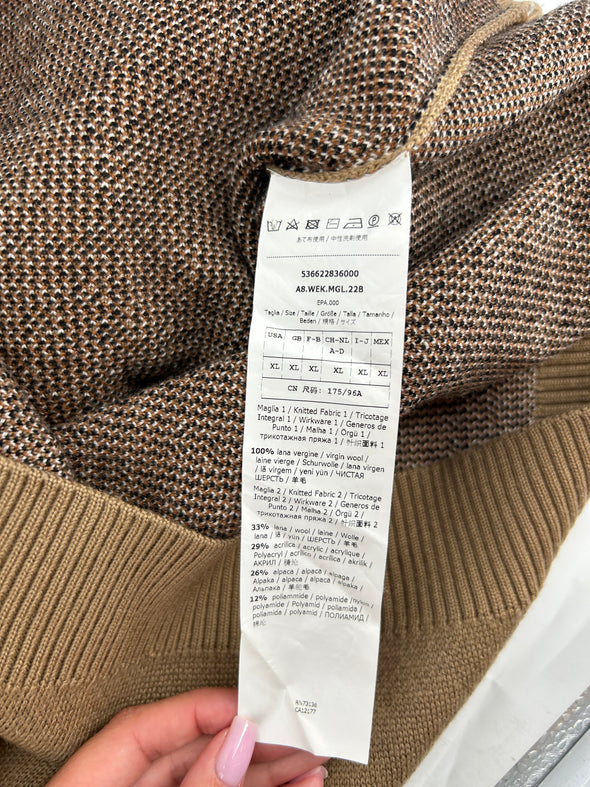 あて布使用 / 中性洗剤使用
536622836000
A8.WEK.MGL.22B
EPA.000
Taglia / Size / Taille / Größe / Talla / Tamanho /
Beden / 规格 / サイズ
USA GB F-B CH-NL I-J MEX
A-D
XL XL XL XL XL XL
CN 尺码: 175/96A
Maglia 1 / Knitted Fabric 1 / Tricotage
Integral 1 / Wirkware 1 / Generos de
Punto 1 / Malha 1 / Örgü 1 /
трикотажная пряжа 1 / 针织面料 1
100% lana vergine / virgin wool /
laine vierge / Schurwolle / lana virgen
/ lã virgem / yeni yün / ЧИСТАЯ
ШЕРСТЬ / 羊毛
Maglia 2 / Knitted Fabric 2 / Tricotage
Integral 2 / Wirkware 2 / Generos de
Punto 2 / Malha 2 / Örgü 2 /
трикотажная пряжа 2 / 针织面料 2
33% lana / wool / laine / Wolle /
lana / lã / yün / ШЕРСТЬ / 羊毛
29% acrilica / acrylic / acrylique /
Polyacryl / acrílico / acrílica / akrilik /
АКРИЛ / 腈纶
26% alpaca / alpaca / alpaga /
Alpaka / alpaca / alpaca / alpaka /
Альпака / 羊驼毛
12% poliammide / polyamide /nylon /
polyamide / Polyamid / poliamida /
poliamida / polyamid / ПОЛИАМИД /
锦纶
RN73136
CA12177